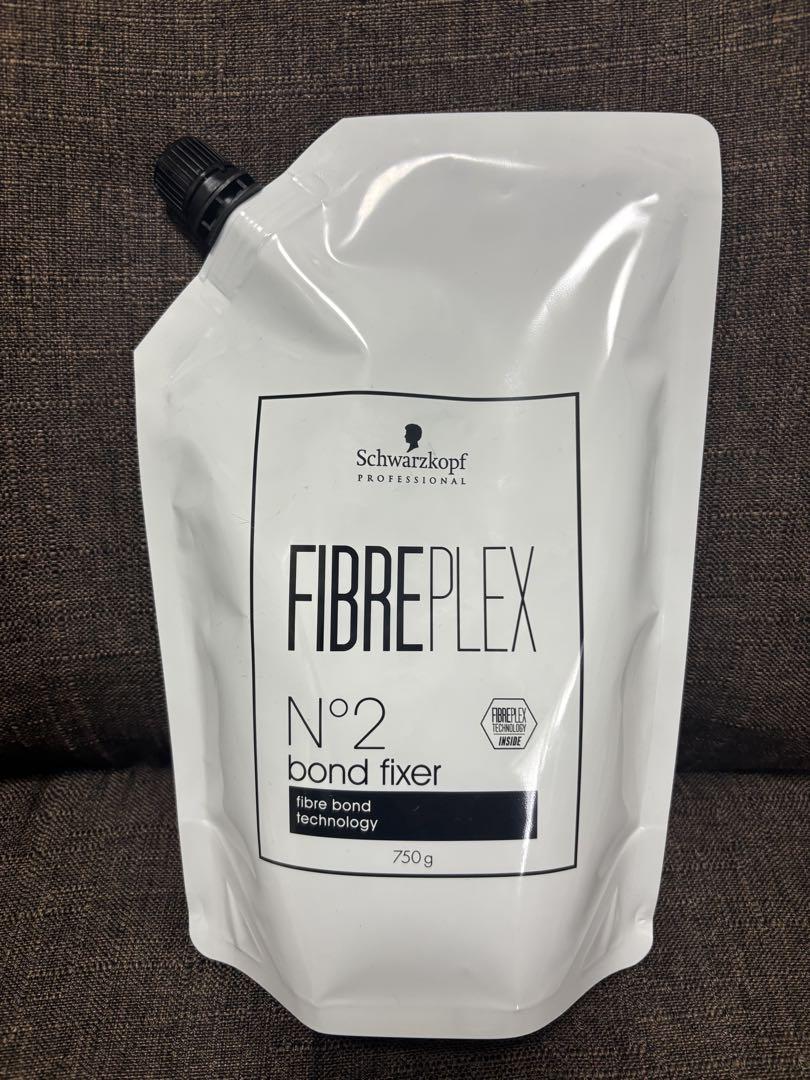 Schwarzkopf
PROFESSIONAL
FIBREPLEX
N°2
FIBREPLEX
TECHNOLOGY
INSIDE
bond fixer
fibre bond
technology
750g